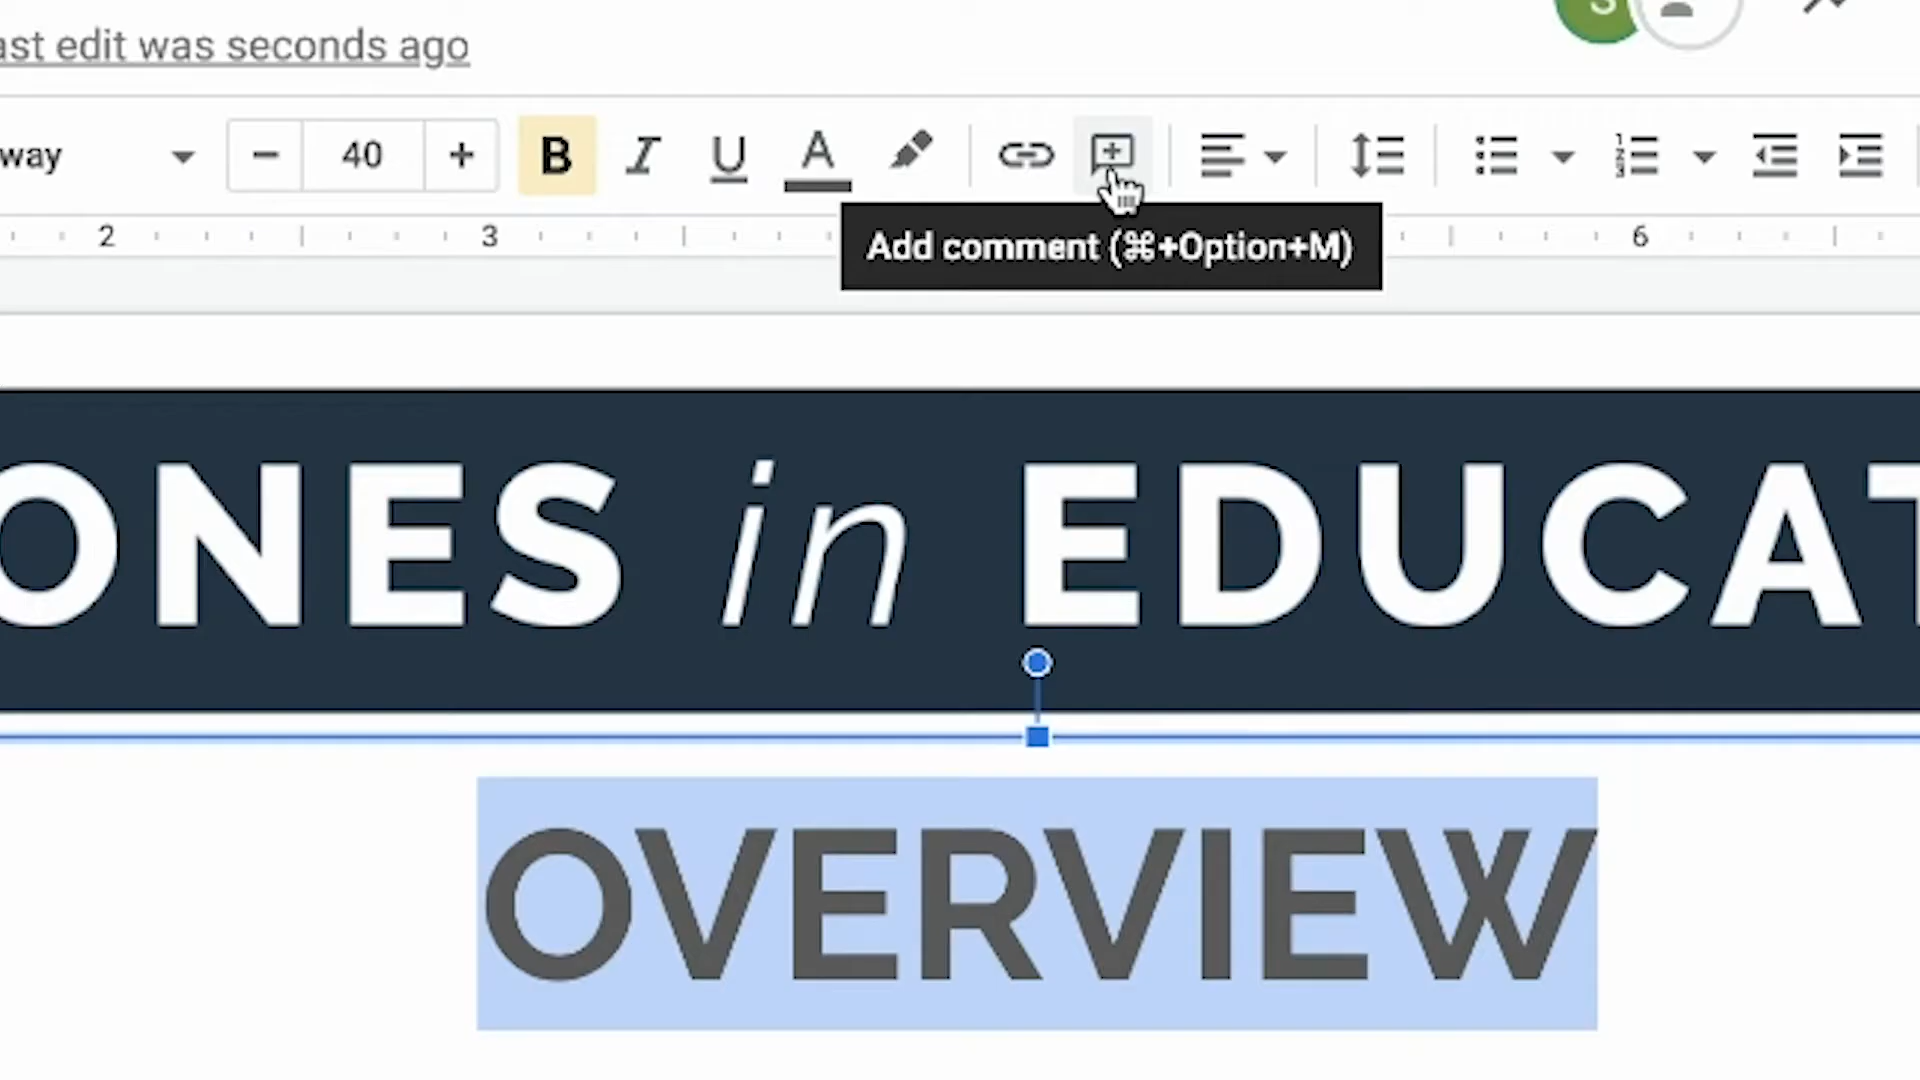 ast edit was seconds ago
way
40
B I U A
2 3 6
Add comment (⌘+Option+M)
ONES in EDUCAT
OVERVIEW